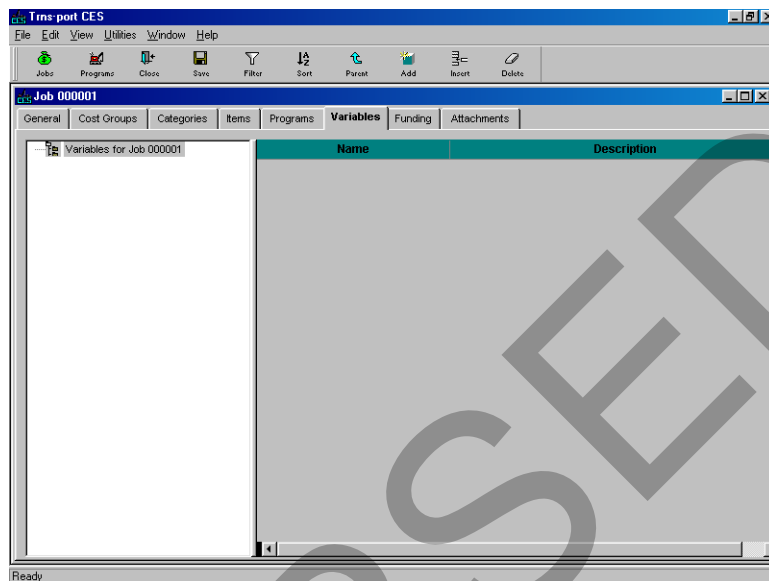 Trns·port CES
File Edit View Utilities Window Help
Jobs Programs Close Save Filter Sort Parent Add Insert Delete
Job 000001
General Cost Groups Categories Items Programs Variables Funding Attachments
Variables for Job 000001
Name Description
Ready